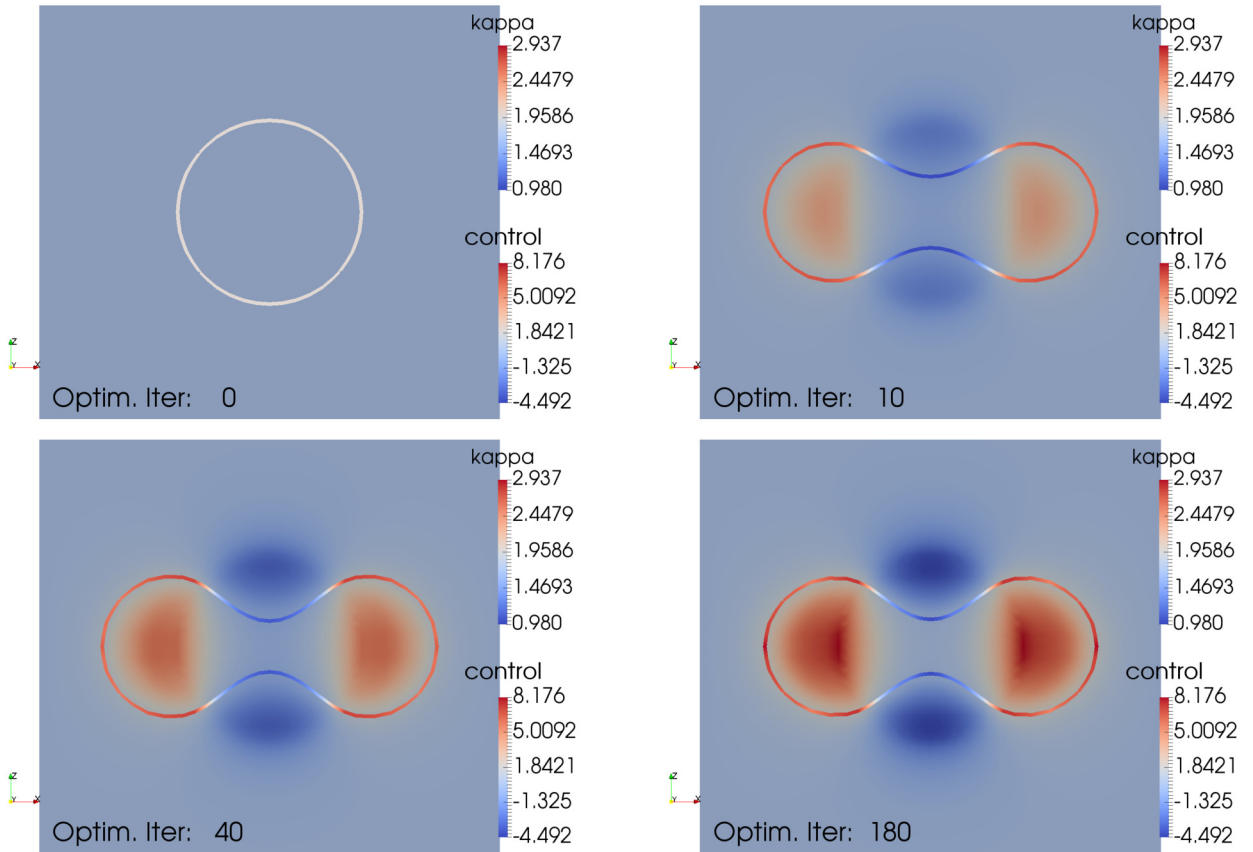 kappa
2.937
2.4479
1.9586
1.4693
0.980
control
8.176
5.0092
1.8421
-1.325
-4.492
Z
Y X
Optim. Iter: 0
kappa
2.937
2.4479
1.9586
1.4693
0.980
control
8.176
5.0092
1.8421
-1.325
-4.492
Z
Y X
Optim. Iter: 10
kappa
2.937
2.4479
1.9586
1.4693
0.980
control
8.176
5.0092
1.8421
-1.325
-4.492
Z
Y X
Optim. Iter: 40
kappa
2.937
2.4479
1.9586
1.4693
0.980
control
8.176
5.0092
1.8421
-1.325
-4.492
Z
Y X
Optim. Iter: 180